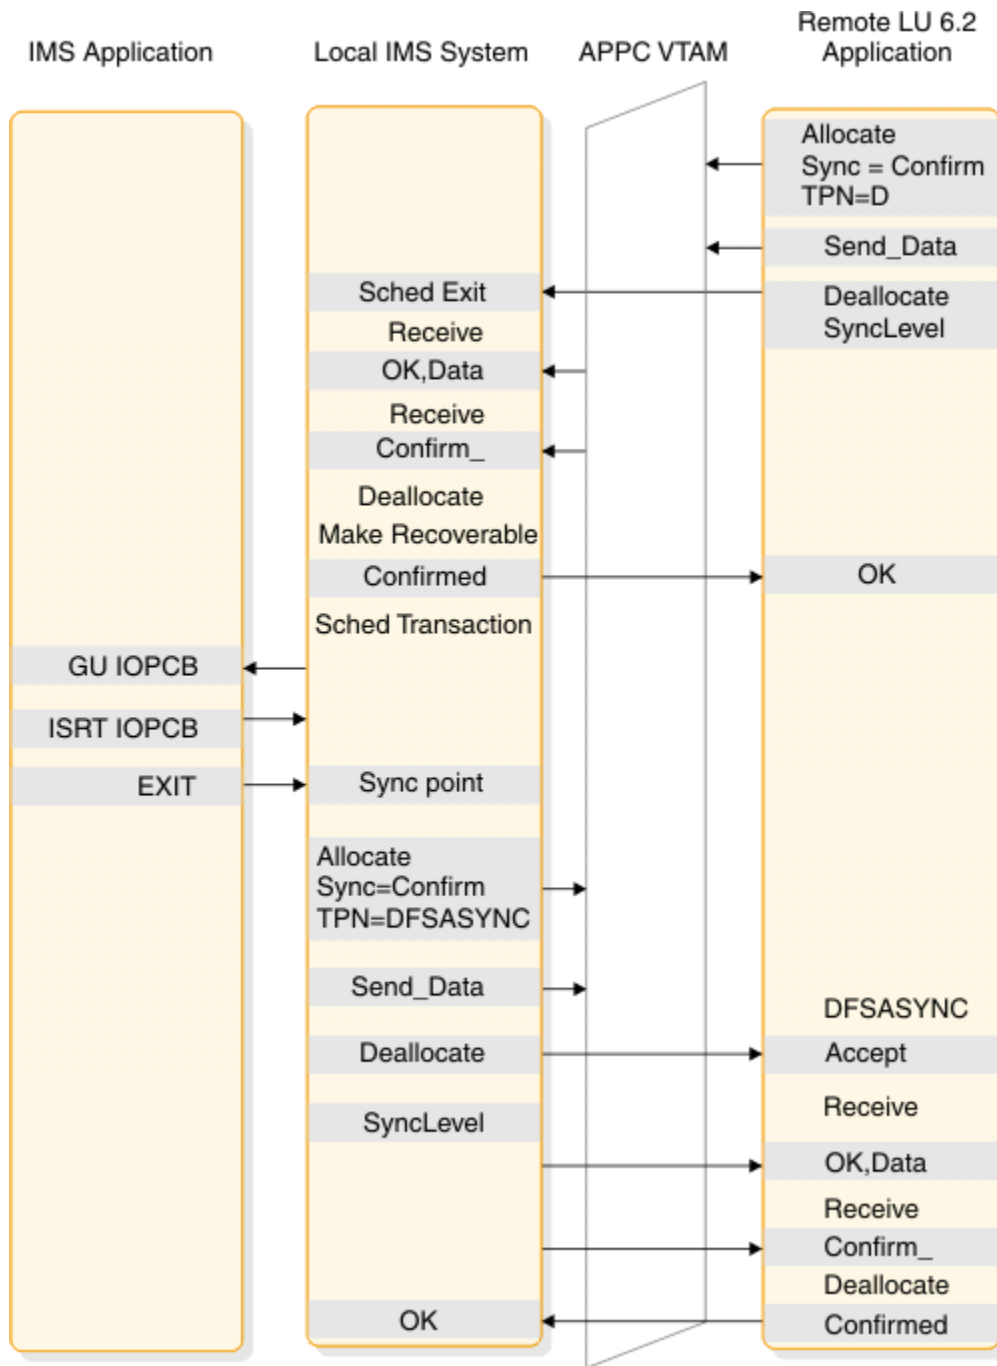 IMS Application
Local IMS System
APPC VTAM
Remote LU 6.2
Application
Allocate
Sync = Confirm
TPN=D
Send_Data
Sched Exit
Deallocate
SyncLevel
Receive
OK,Data
Receive
Confirm_
Deallocate
Make Recoverable
Confirmed
OK
Sched Transaction
GU IOPCB
ISRT IOPCB
EXIT
Sync point
Allocate
Sync=Confirm
TPN=DFSASYNC
Send_Data
DFSASYNC
Deallocate
Accept
Receive
SyncLevel
OK,Data
Receive
Confirm_
Deallocate
OK
Confirmed